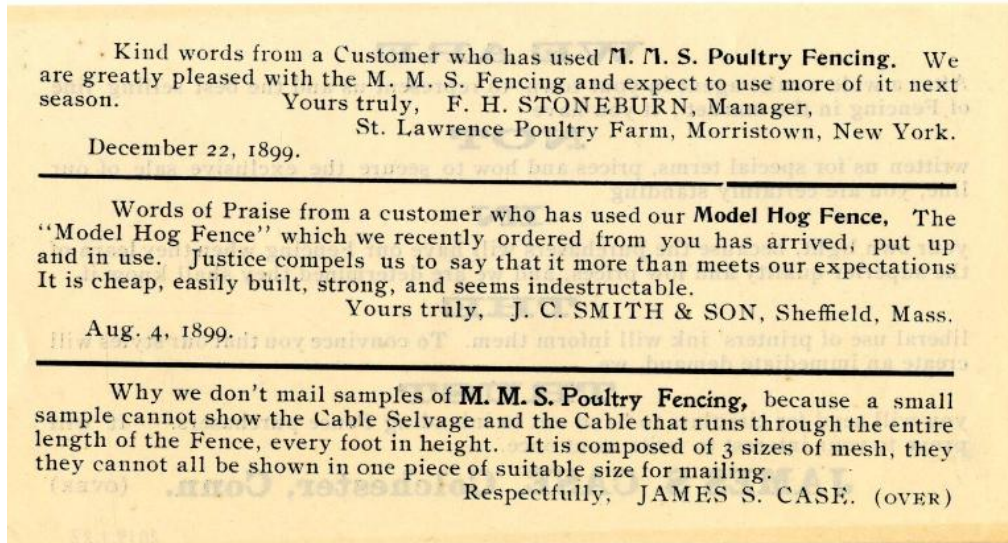 Kind words from a Customer who has used M. M. S. Poultry Fencing. We
are greatly pleased with the M. M. S. Fencing and expect to use more of it next
season. Yours truly, F. H. STONEBURN, Manager,
St. Lawrence Poultry Farm, Morristown, New York.
December 22, 1899.
Words of Praise from a customer who has used our Model Hog Fence, The
"Model Hog Fence" which we recently ordered from you has arrived, put up
and in use. Justice compels us to say that it more than meets our expectations
It is cheap, easily built, strong, and seems indestructable.
Yours truly, J. C. SMITH & SON, Sheffield, Mass.
Aug. 4, 1899.
Why we don't mail samples of M. M. S. Poultry Fencing, because a small
sample cannot show the Cable Selvage and the Cable that runs through the entire
length of the Fence, every foot in height. It is composed of 3 sizes of mesh, they
they cannot all be shown in one piece of suitable size for mailing.
Respectfully, JAMES S. CASE. (OVER)